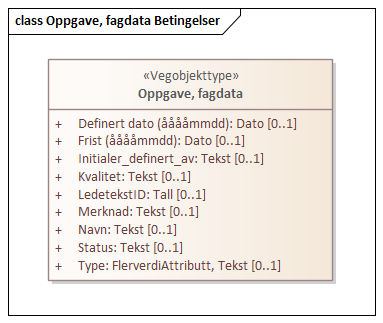 class Oppgave, fagdata Betingelser
«Vegobjekttype»
Oppgave, fagdata
+ Definert dato (ååååmmdd): Dato [0..1]
+ Frist (ååååmmdd): Dato [0..1]
+ Initialer_definert_av: Tekst [0..1]
+ Kvalitet: Tekst [0..1]
+ LedetekstID: Tall [0..1]
+ Merknad: Tekst [0..1]
+ Navn: Tekst [0..1]
+ Status: Tekst [0..1]
+ Type: FlerverdiAttributt, Tekst [0..1]